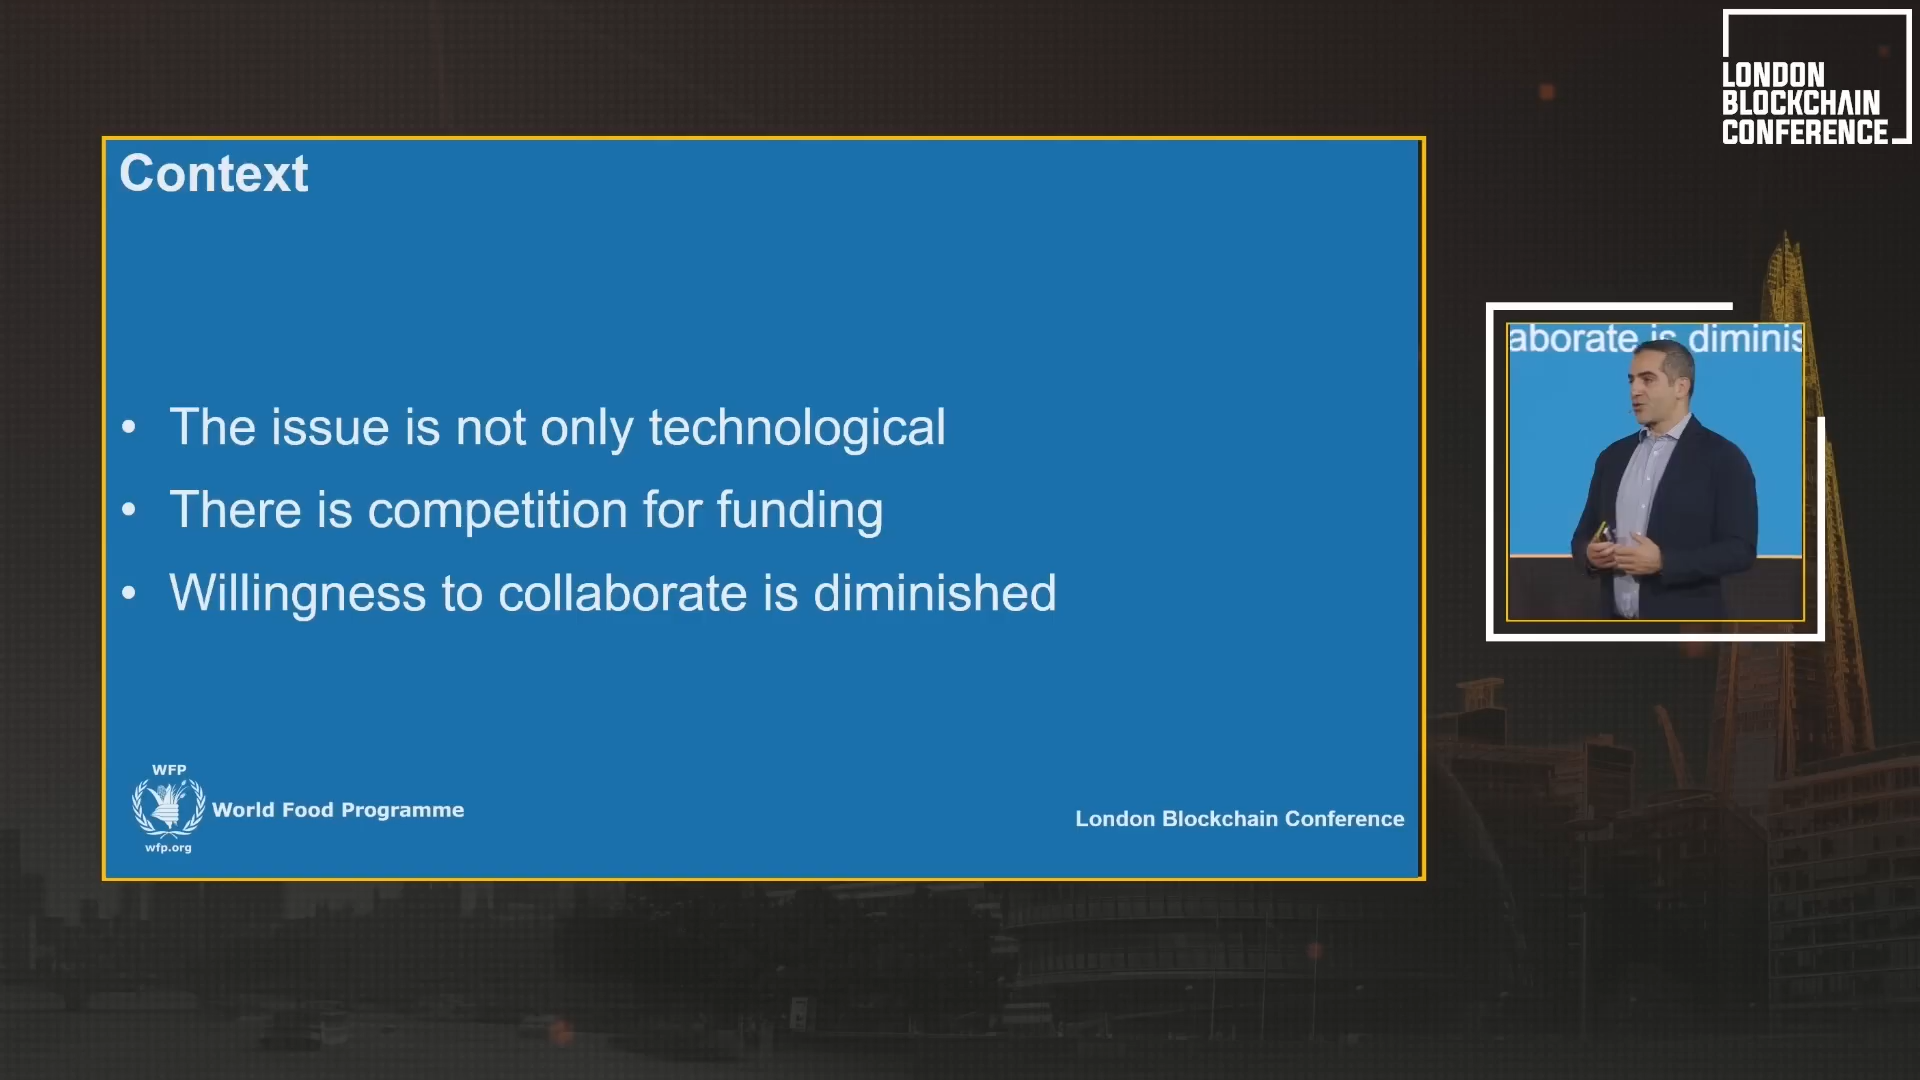 LONDON
BLOCKCHAIN
CONFERENCE
Context
aborate is diminis
• The issue is not only technological
• There is competition for funding
• Willingness to collaborate is diminished
WFP
World Food Programme
wfp.org
London Blockchain Conference